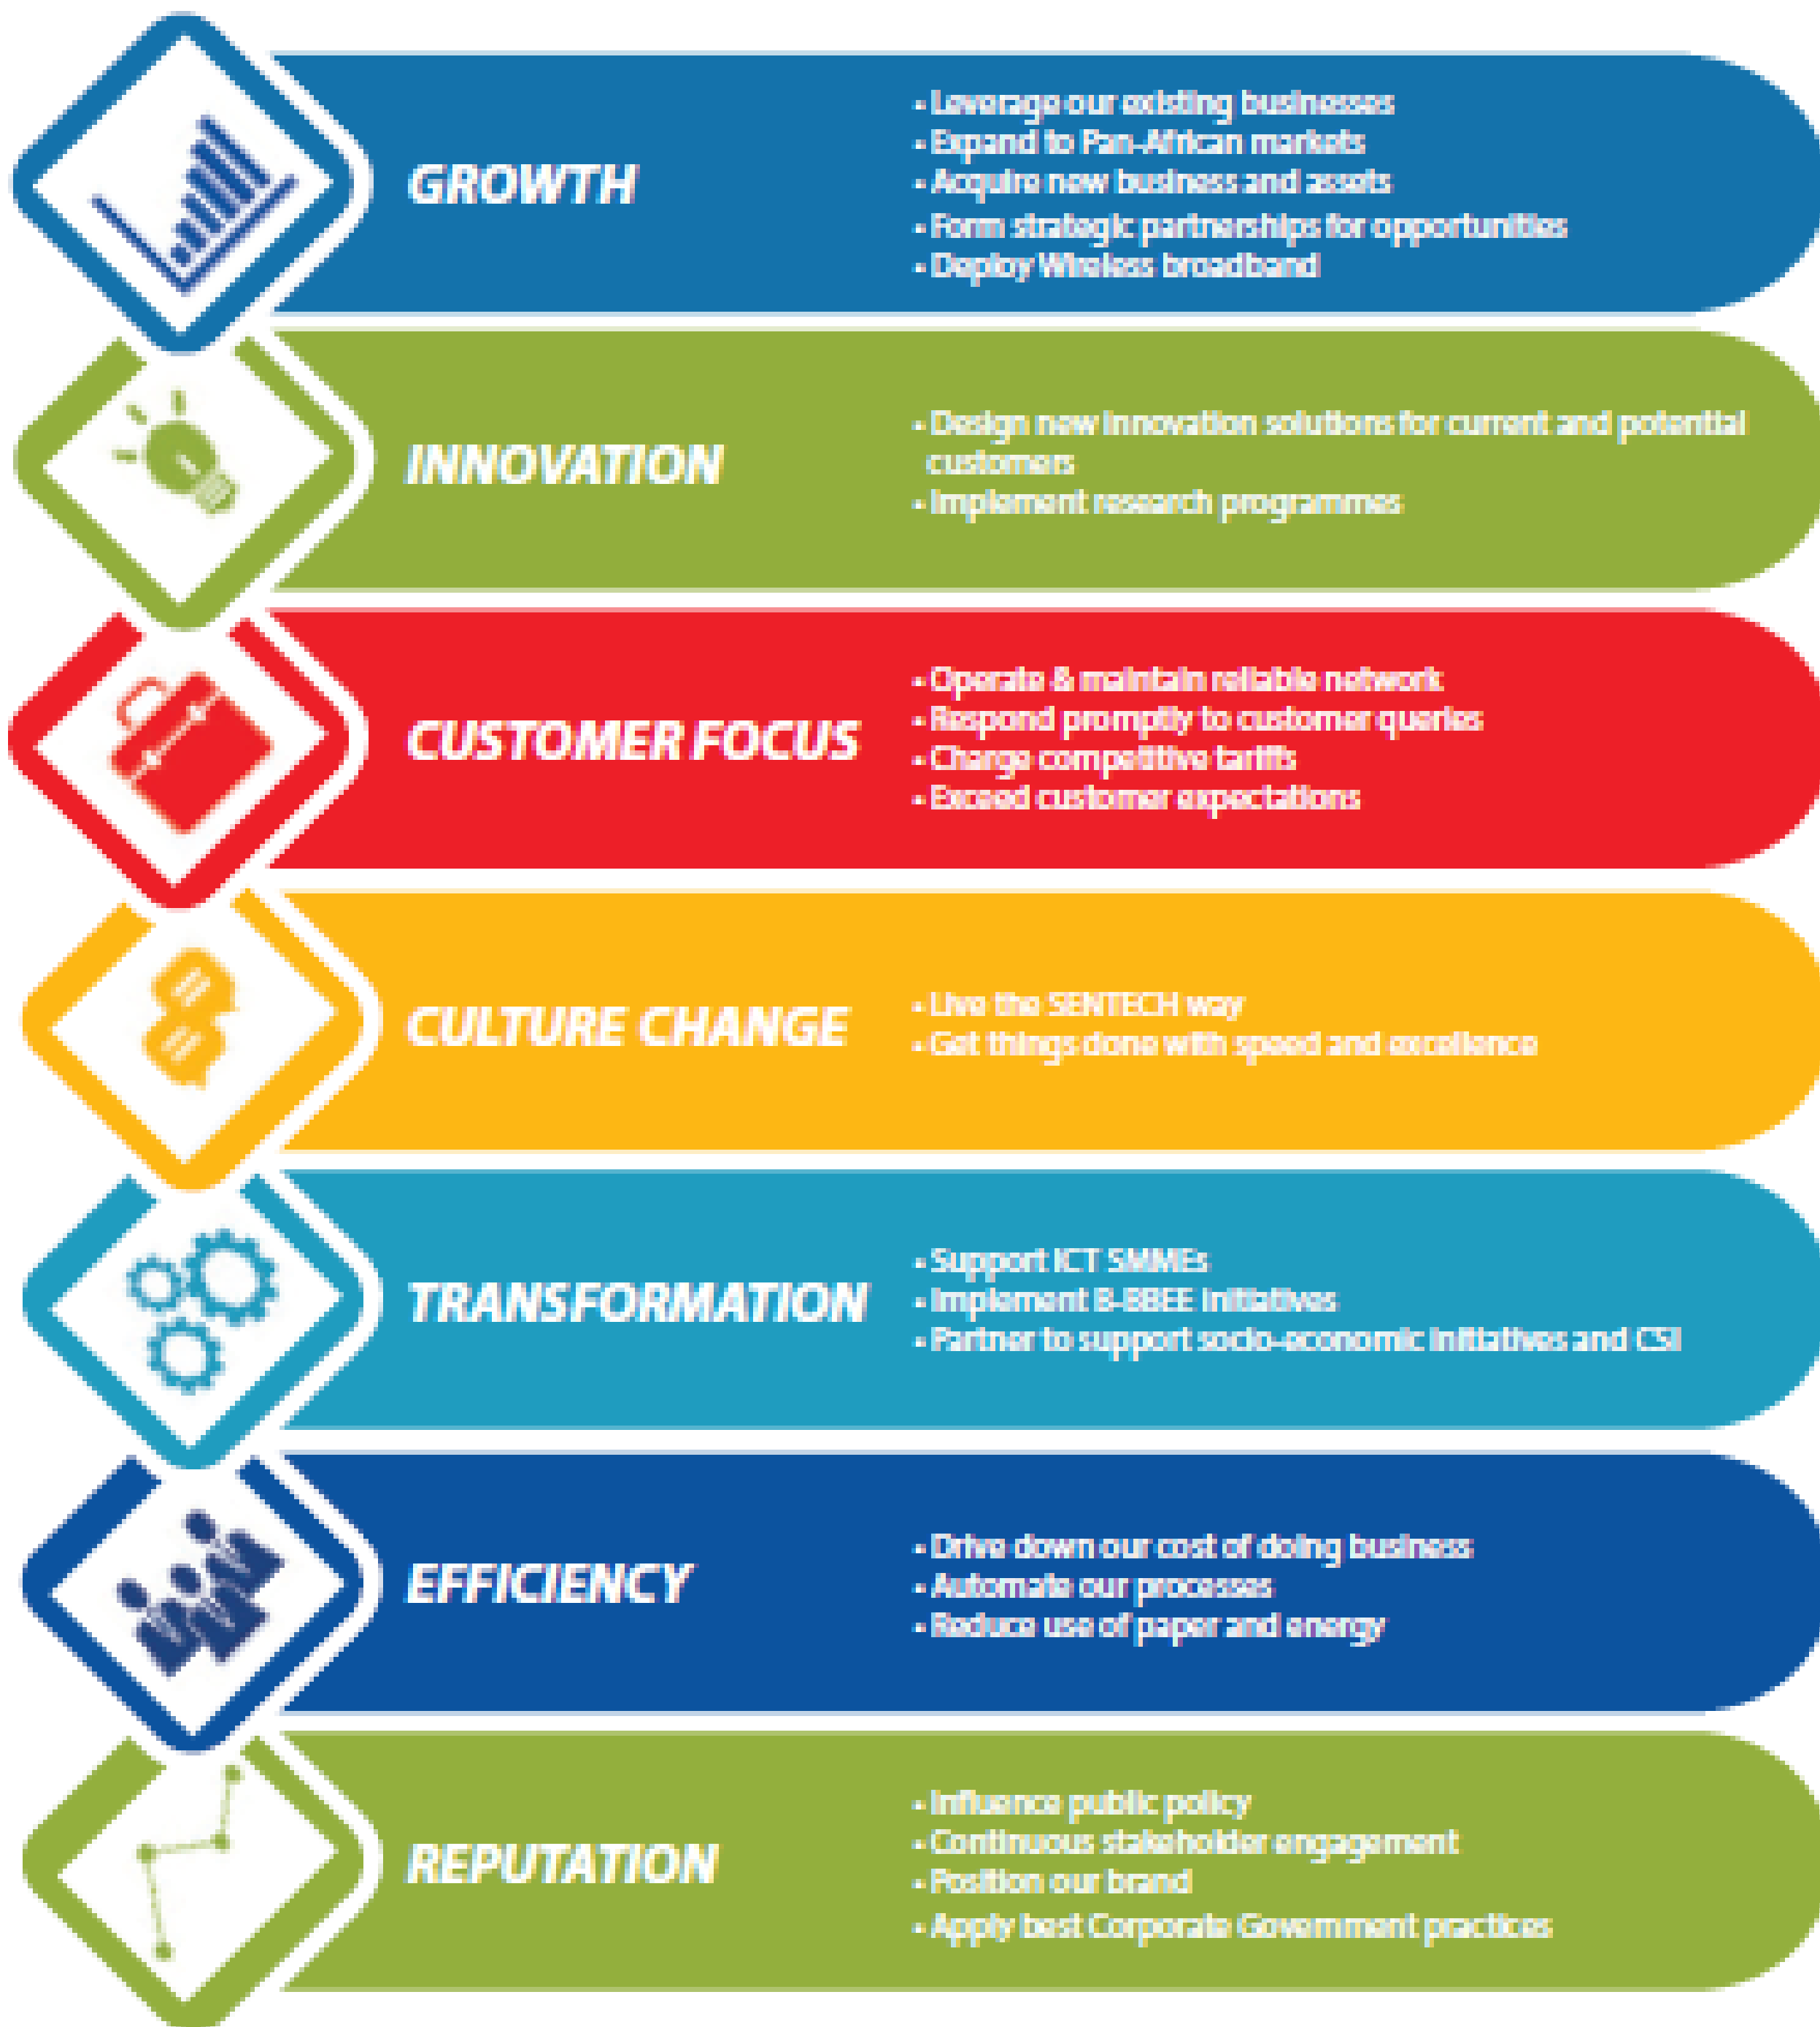 GROWTH
• Leverage our existing businesses
• Expand to Pan-African markets
• Acquire new business and assets
• Form strategic partnerships for opportunities
• Deploy Wireless broadband
INNOVATION
• Design new innovation solutions for current and potential
customers
• Implement research programmes
CUSTOMER FOCUS
• Operate & maintain reliable network
• Respond promptly to customer queries
• Charge competitive tariffs
• Exceed customer expectations
CULTURE CHANGE
• Live the SENTECH way
• Get things done with speed and excellence
TRANSFORMATION
• Support ICT SMMEs
• Implement B-BBEE initiatives
• Partner to support socio-economic initiatives and CSI
EFFICIENCY
• Drive down our cost of doing business
• Automate our processes
• Reduce use of paper and energy
REPUTATION
• Influence public policy
• Continuous stakeholder engagement
• Position our brand
• Apply best Corporate Government practices